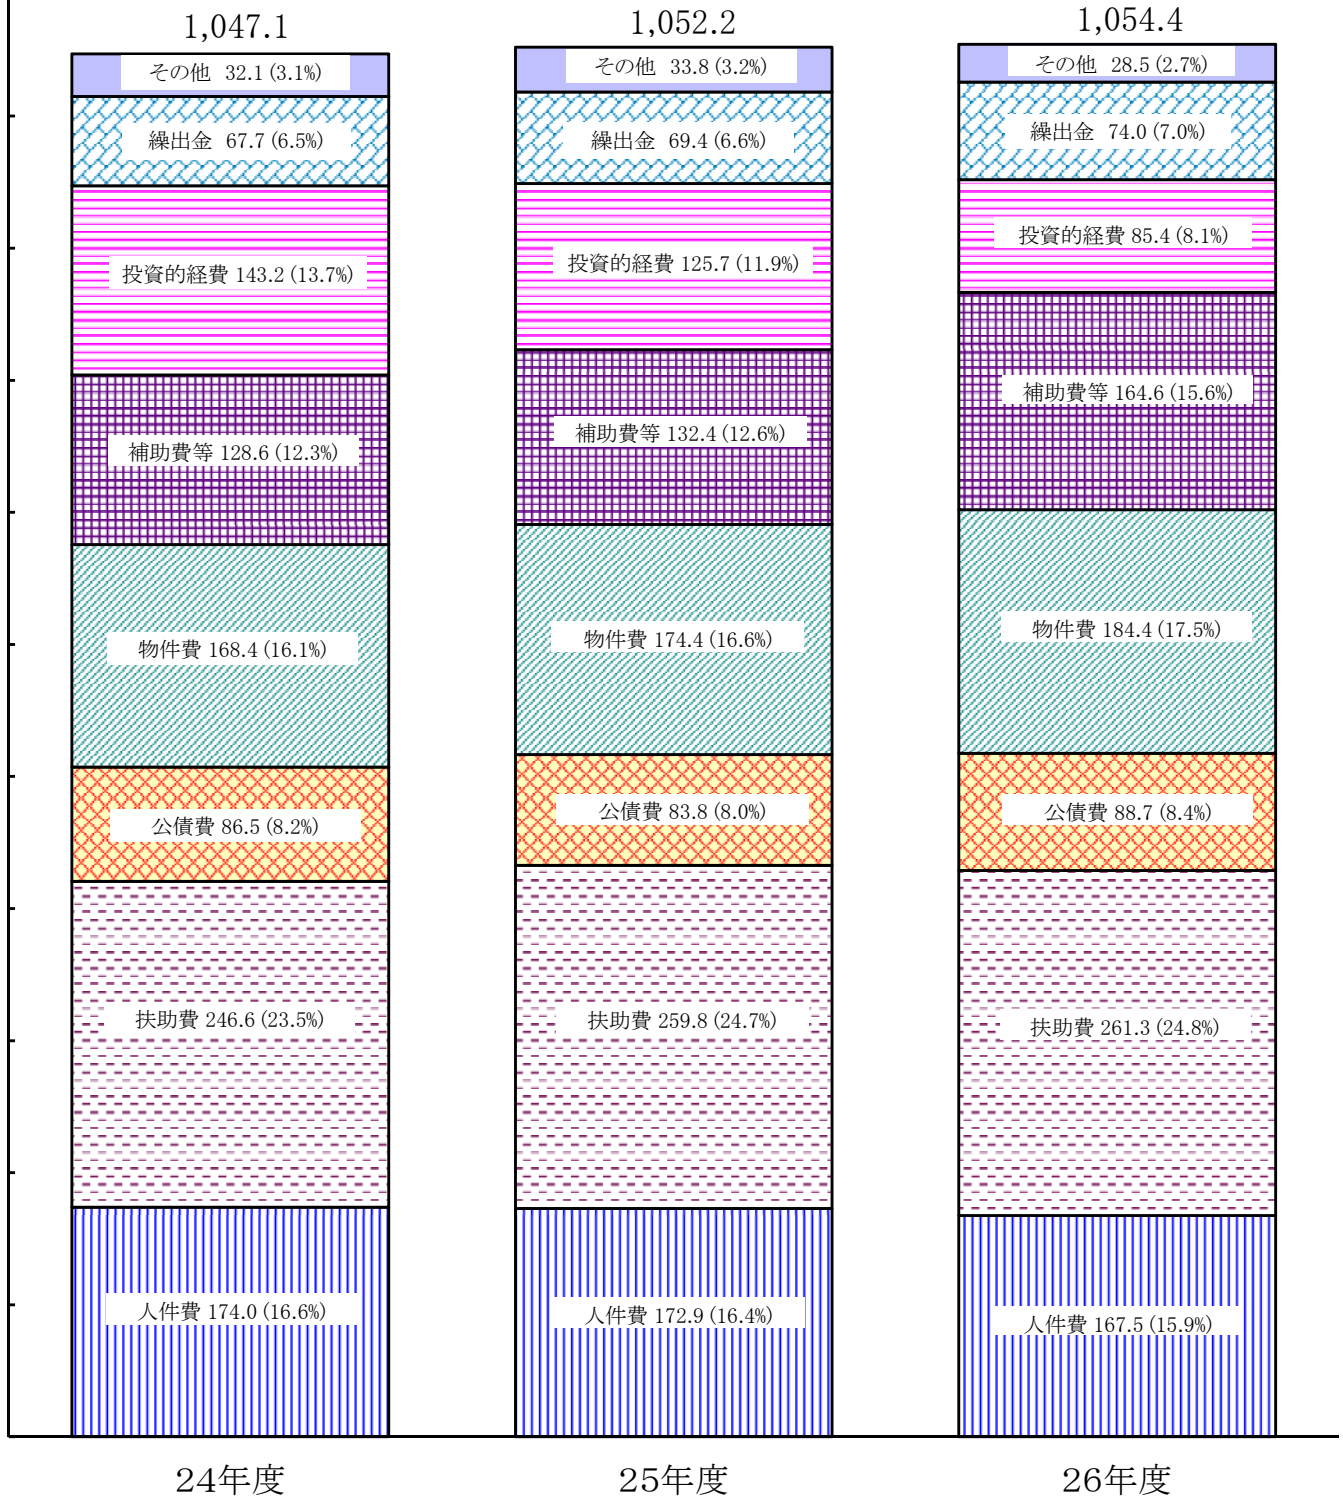 1,047.1
その他 32.1 (3.1%)
繰出金 67.7 (6.5%)
投資的経費 143.2 (13.7%)
補助費等 128.6 (12.3%)
物件費 168.4 (16.1%)
公債費 86.5 (8.2%)
扶助費 246.6 (23.5%)
人件費 174.0 (16.6%)
24年度
1,052.2
その他 33.8 (3.2%)
繰出金 69.4 (6.6%)
投資的経費 125.7 (11.9%)
補助費等 132.4 (12.6%)
物件費 174.4 (16.6%)
公債費 83.8 (8.0%)
扶助費 259.8 (24.7%)
人件費 172.9 (16.4%)
25年度
1,054.4
その他 28.5 (2.7%)
繰出金 74.0 (7.0%)
投資的経費 85.4 (8.1%)
補助費等 164.6 (15.6%)
物件費 184.4 (17.5%)
公債費 88.7 (8.4%)
扶助費 261.3 (24.8%)
人件費 167.5 (15.9%)
26年度